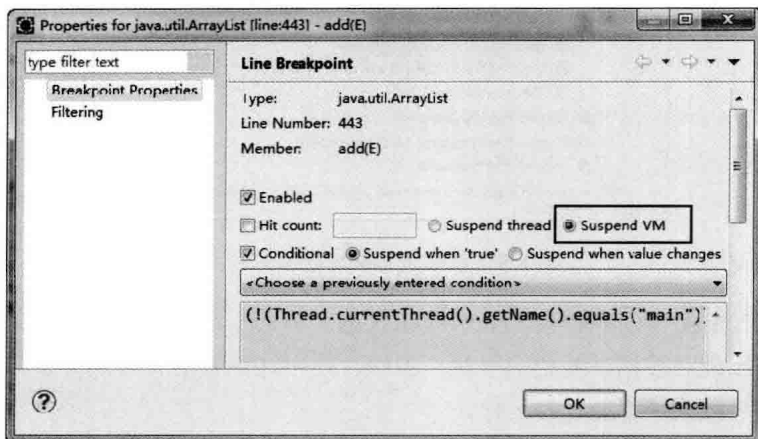 Properties for java.util.ArrayList [line:443] - add(E)
type filter text
Breakpoint Properties
Filtering
Line Breakpoint
Type: java.util.ArrayList
Line Number: 443
Member: add(E)
Enabled
Hit count: Suspend thread Suspend VM
Conditional Suspend when 'true' Suspend when value changes
<Choose a previously entered condition>
(!(Thread.currentThread().getName().equals("main")
OK Cancel